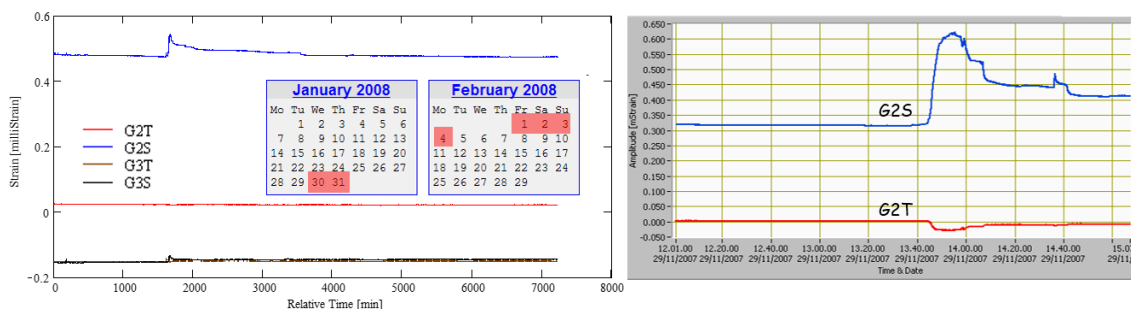 0.6
0.4
0.2
0
−0.2
Strain [milliStrain]
G2T
G2S
G3T
G3S
January 2008
Mo Tu We Th Fr Sa Su
1 2 3 4 5 6
7 8 9 10 11 12 13
14 15 16 17 18 19 20
21 22 23 24 25 26 27
28 29 30 31
February 2008
Mo Tu We Th Fr Sa Su
1 2 3
4 5 6 7 8 9 10
11 12 13 14 15 16 17
18 19 20 21 22 23 24
25 26 27 28 29
0 1000 2000 3000 4000 5000 6000 7000 8000
Relative Time [min]
0.650
0.600
0.550
0.500
0.450
0.400
0.350
0.300
0.250
0.200
0.150
0.100
0.050
0.000
-0.050
Amplitude [mStrain]
G2S
G2T
12.01.00 12.20.00 12.40.00 13.00.00 13.20.00 13.40.00 14.00.00 14.20.00 14.40.00 15.0
29/11/2007 29/11/2007 29/11/2007 29/11/2007 29/11/2007 29/11/2007 29/11/2007 29/11/2007 29/11/2007 29/11/
Time & Date